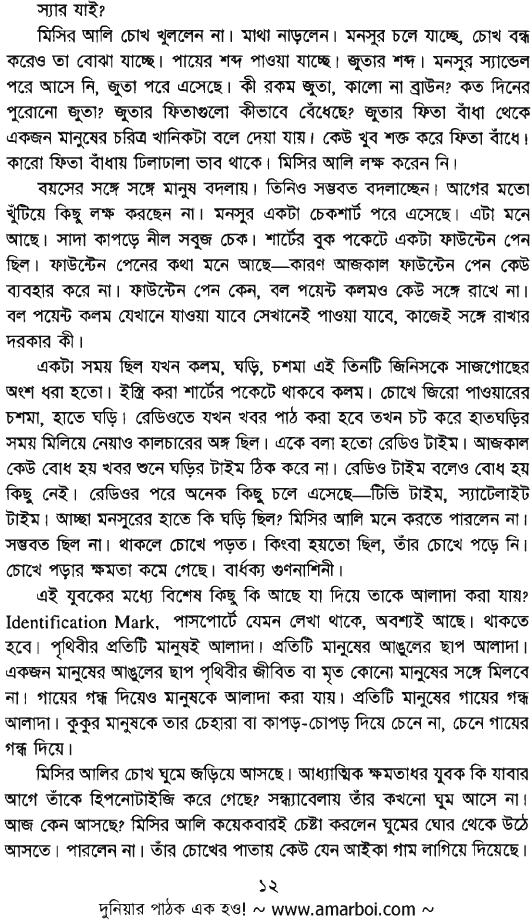 স্যার যাই?
মিসির আলি চোখ খুললেন না। মাথা নাড়লেন। মনসুর চলে যাচ্ছে, চোখ বন্ধ
করেও তা বোঝা যাচ্ছে। পায়ের শব্দ পাওয়া যাচ্ছে। জুতার শব্দ। মনসুর স্যান্ডেল
পরে আসে নি, জুতা পরে এসেছে। কী রকম জুতা, কালো না ব্রাউন? কত দিনের
পুরোনো জুতা? জুতার ফিতাগুলো কীভাবে বেঁধেছে? জুতার ফিতা বাঁধা থেকে
একজন মানুষের চরিত্র খানিকটা বলে দেয়া যায়। কেউ খুব শক্ত করে ফিতা বাঁধে।
কারো ফিতা বাঁধায় ঢিলাঢালা ভাব থাকে। মিসির আলি লক্ষ করেন নি।
বয়সের সঙ্গে সঙ্গে মানুষ বদলায়। তিনিও সম্ভবত বদলাচ্ছেন। আগের মতো
খুঁটিয়ে কিছু লক্ষ করছেন না। মনসুর একটা চেকশার্ট পরে এসেছে। এটা মনে
আছে। সাদা কাপড়ে নীল সবুজ চেক। শার্টের বুক পকেটে একটা ফাউন্টেন পেন
ছিল। ফাউন্টেন পেনের কথা মনে আছে—কারণ আজকাল ফাউন্টেন পেন কেউ
ব্যবহার করে না। ফাউন্টেন পেন কেন, বল পয়েন্ট কলমও কেউ সঙ্গে রাখে না।
বল পয়েন্ট কলম যেখানে যাওয়া যাবে সেখানেই পাওয়া যাবে, কাজেই সঙ্গে রাখার
দরকার কী।
একটা সময় ছিল যখন কলম, ঘড়ি, চশমা এই তিনটি জিনিসকে সাজগোছের
অংশ ধরা হতো। ইস্ত্রি করা শার্টের পকেটে থাকবে কলম। চোখে জিরো পাওয়ারের
চশমা, হাতে ঘড়ি। রেডিওতে যখন খবর পাঠ করা হবে তখন চট করে হাতঘড়ির
সময় মিলিয়ে নেয়াও কালচারের অঙ্গ ছিল। একে বলা হতো রেডিও টাইম। আজকাল
কেউ বোধ হয় খবর শুনে ঘড়ির টাইম ঠিক করে না। রেডিও টাইম বলেও বোধ হয়
কিছু নেই। রেডিওর পরে অনেক কিছু চলে এসেছে—টিভি টাইম, স্যাটেলাইট
টাইম। আচ্ছা মনসুরের হাতে কি ঘড়ি ছিল? মিসির আলি মনে করতে পারলেন না।
সম্ভবত ছিল না। থাকলে চোখে পড়ত। কিংবা হয়তো ছিল, তাঁর চোখে পড়ে নি।
চোখে পড়ার ক্ষমতা কমে গেছে। বার্ধক্য গুণনাশিনী।
এই যুবকের মধ্যে বিশেষ কিছু কি আছে যা দিয়ে তাকে আলাদা করা যায়?
Identification Mark, পাসপোর্টে যেমন লেখা থাকে, অবশ্যই আছে। থাকতে
হবে। পৃথিবীর প্রতিটি মানুষই আলাদা। প্রতিটি মানুষের আঙুলের ছাপ আলাদা।
একজন মানুষের আঙুলের ছাপ পৃথিবীর জীবিত বা মৃত কোনো মানুষের সঙ্গে মিলবে
না। গায়ের গন্ধ দিয়েও মানুষকে আলাদা করা যায়। প্রতিটি মানুষের গায়ের গন্ধ
আলাদা। কুকুর মানুষকে তার চেহারা বা কাপড়-চোপড় দিয়ে চেনে না, চেনে গায়ের
গন্ধ দিয়ে।
মিসির আলির চোখ ঘুমে জড়িয়ে আসছে। আধ্যাত্মিক ক্ষমতাধর যুবক কি যাবার
আগে তাঁকে হিপনোটাইজি করে গেছে? সন্ধ্যাবেলায় তাঁর কখনো ঘুম আসে না।
আজ কেন আসছে? মিসির আলি কয়েকবারই চেষ্টা করলেন ঘুমের ঘোর থেকে উঠে
আসতে। পারলেন না। তাঁর চোখের পাতায় কেউ যেন আইকা গাম লাগিয়ে দিয়েছে।
১২
দুনিয়ার পাঠক এক হও! ~ www.amarboi.com ~